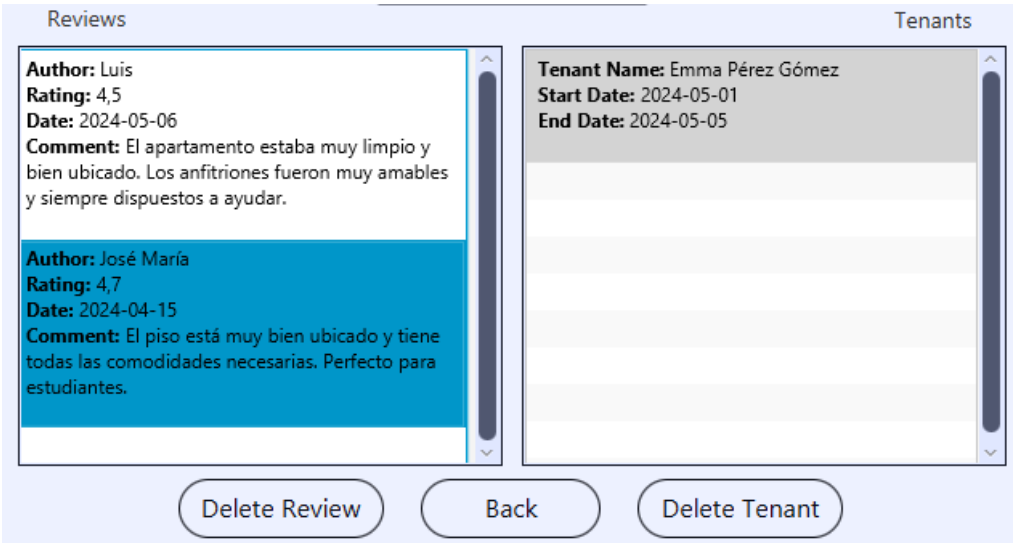 Reviews
Tenants
Author: Luis
Rating: 4,5
Date: 2024-05-06
Comment: El apartamento estaba muy limpio y
bien ubicado. Los anfitriones fueron muy amables
y siempre dispuestos a ayudar.
Author: José María
Rating: 4,7
Date: 2024-04-15
Comment: El piso está muy bien ubicado y tiene
todas las comodidades necesarias. Perfecto para
estudiantes.
Tenant Name: Emma Pérez Gómez
Start Date: 2024-05-01
End Date: 2024-05-05
Delete Review
Back
Delete Tenant